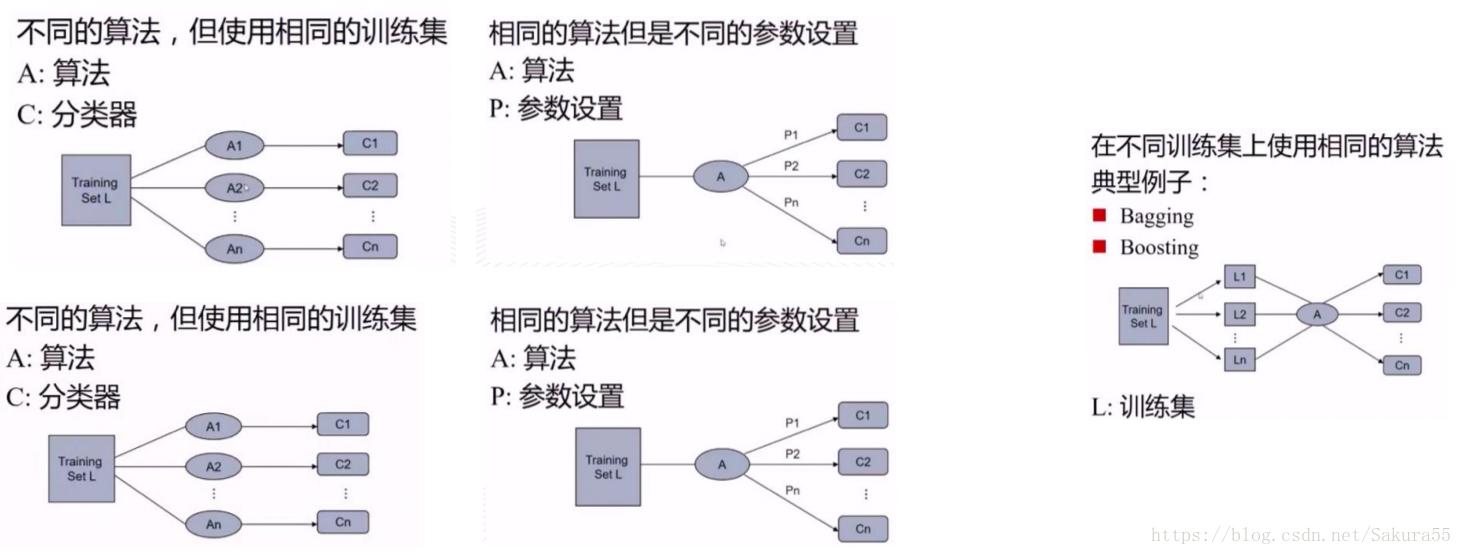 不同的算法，但使用相同的训练集
A: 算法
C: 分类器
Training
Set L
A1
C1
A2
C2
⋮
⋮
An
Cn
相同的算法但是不同的参数设置
A: 算法
P: 参数设置
Training
Set L
A
P1
C1
P2
C2
⋮
Pn
Cn
在不同训练集上使用相同的算法
典型例子：
Bagging
Boosting
Training
Set L
L1
L2
⋮
Ln
A
C1
C2
⋮
Cn
L: 训练集
不同的算法，但使用相同的训练集
A: 算法
C: 分类器
Training
Set L
A1
C1
A2
C2
⋮
⋮
An
Cn
相同的算法但是不同的参数设置
A: 算法
P: 参数设置
Training
Set L
A
P1
C1
P2
C2
⋮
Pn
Cn
https://blog.csdn.net/Sakura55